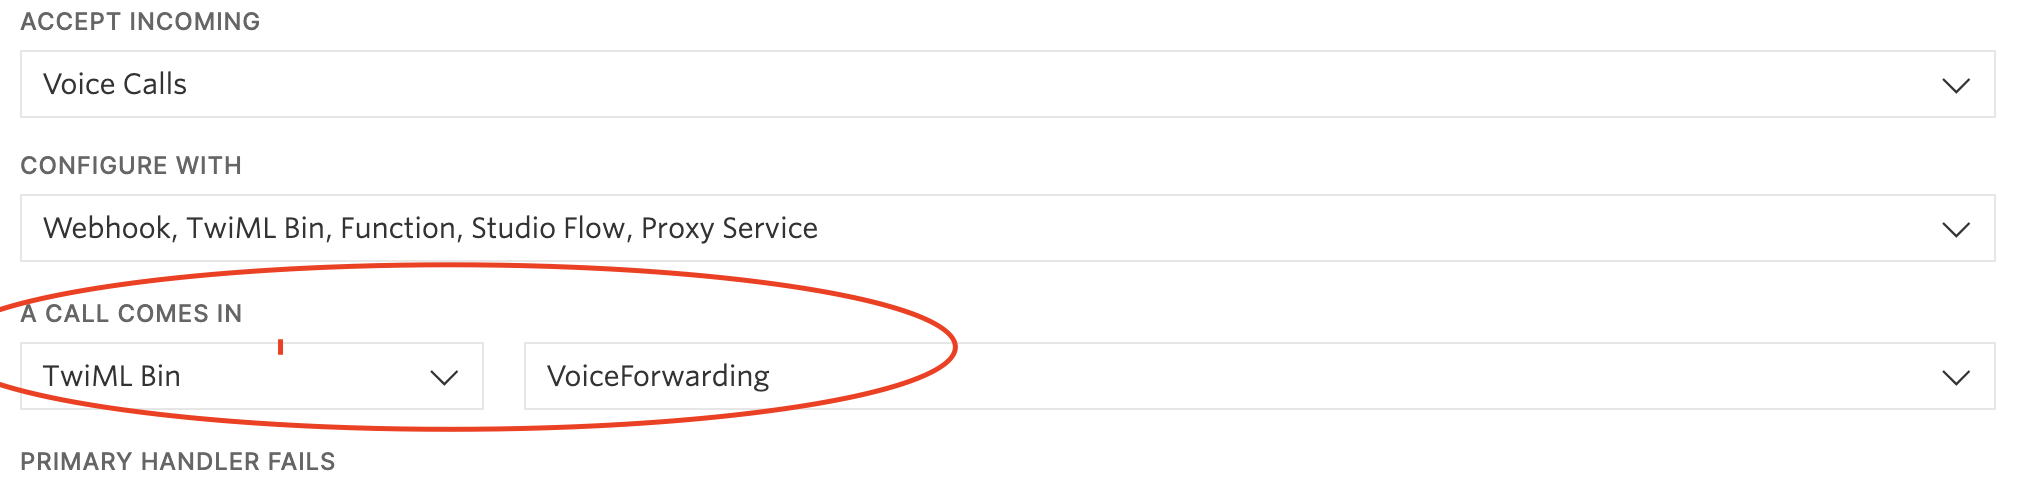 ACCEPT INCOMING
Voice Calls
CONFIGURE WITH
Webhook, TwiML Bin, Function, Studio Flow, Proxy Service
A CALL COMES IN
TwiML Bin VoiceForwarding
PRIMARY HANDLER FAILS